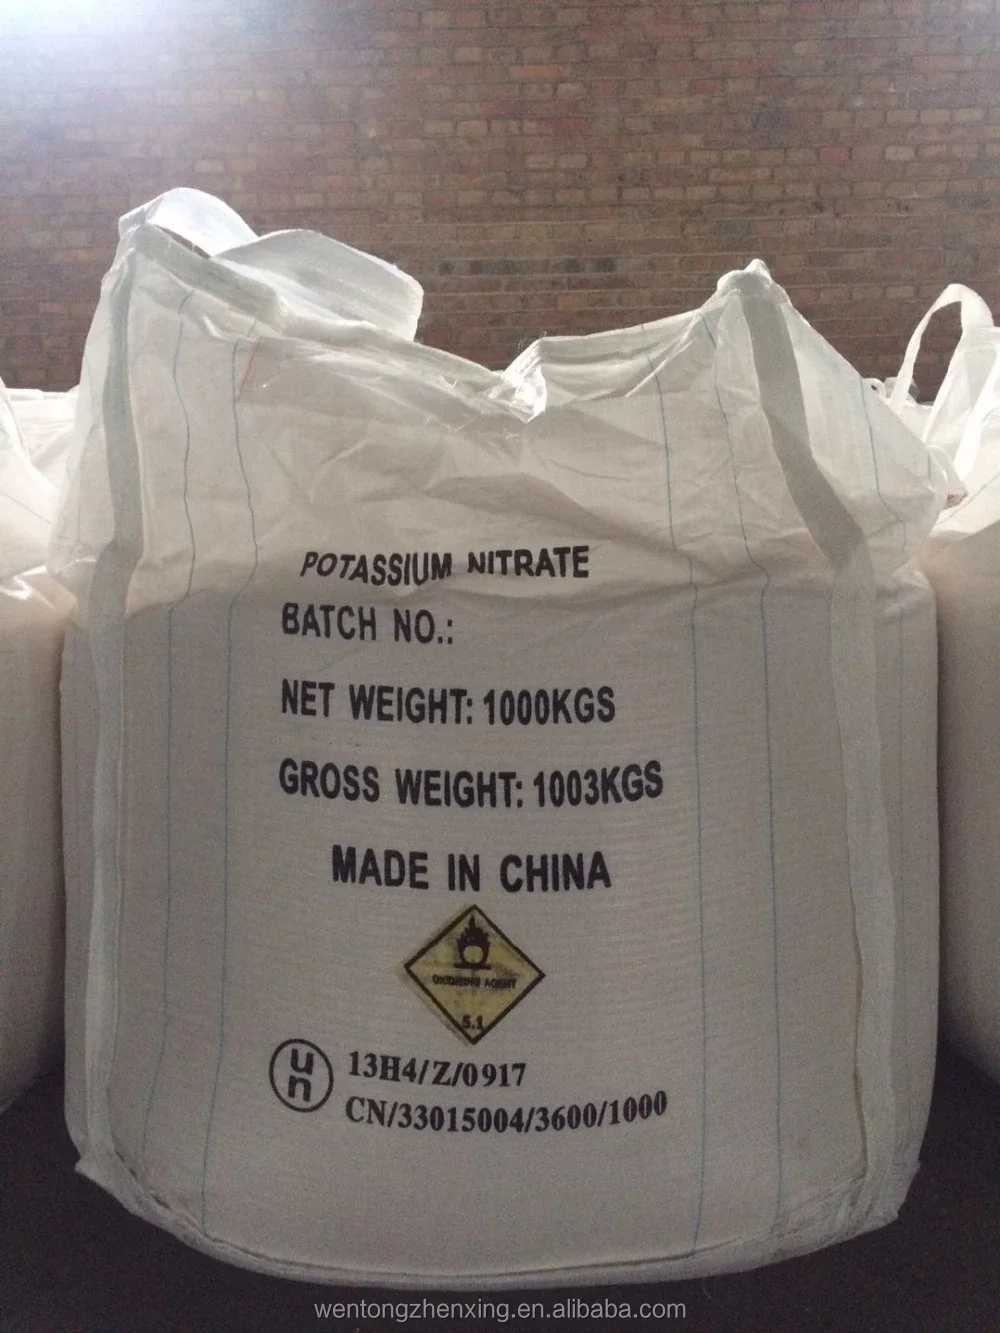 POTASSIUM NITRATE
BATCH NO.:
NET WEIGHT: 1000KGS
GROSS WEIGHT: 1003KGS
MADE IN CHINA
OXIDIZING AGENT
5.1
un
13H4/Z/0917
CN/33015004/3600/1000
wentongzhenxing.en.alibaba.com